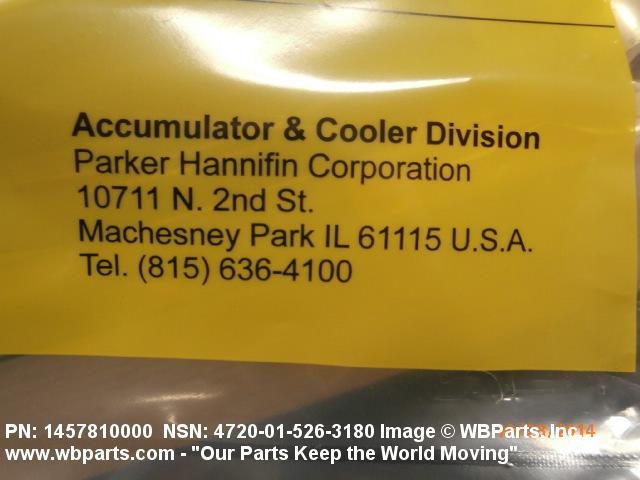 Accumulator & Cooler Division
Parker Hannifin Corporation
10711 N. 2nd St.
Machesney Park IL 61115 U.S.A.
Tel. (815) 636-4100
PN: 1457810000 NSN: 4720-01-526-3180 Image © WBParts, Inc
www.wbparts.com - "Our Parts Keep the World Moving"